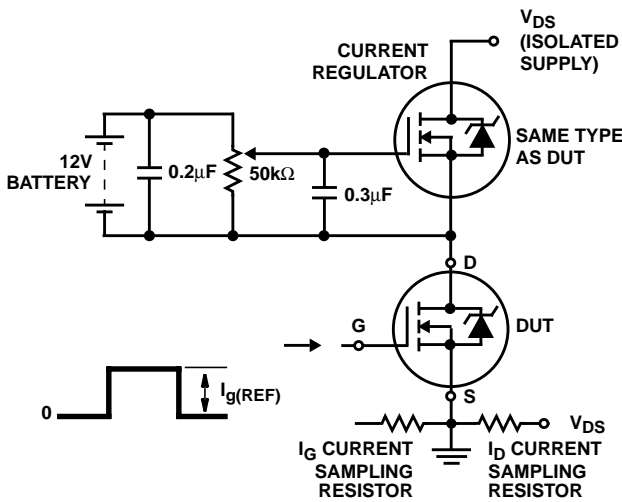 V_DS
(ISOLATED
SUPPLY)
CURRENT
REGULATOR
SAME TYPE
AS DUT
12V
BATTERY
0.2µF
50kΩ
0.3µF
D
DUT
G
S
0
I_g(REF)
V_DS
I_G CURRENT
SAMPLING
RESISTOR
I_D CURRENT
SAMPLING
RESISTOR